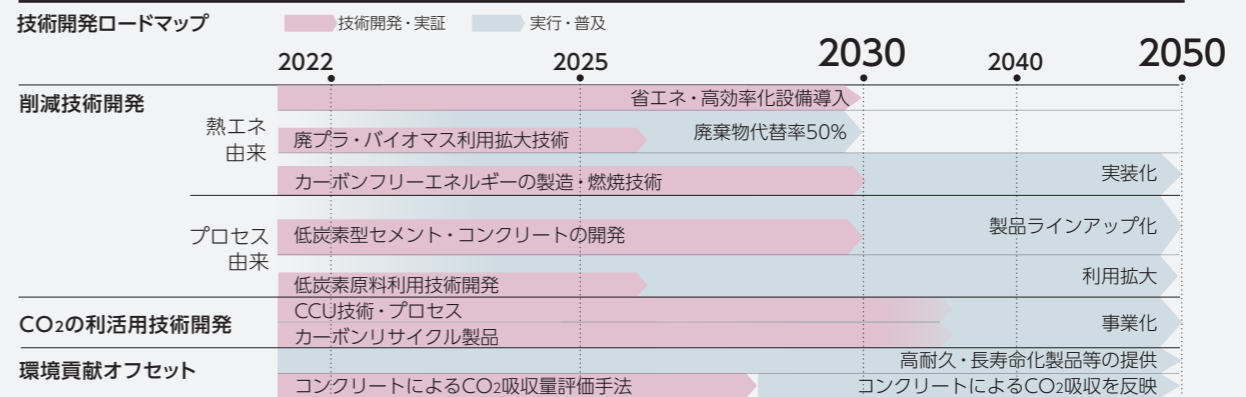 技術開発ロードマップ
技術開発・実証
実行・普及
2022
2025
2030
2040
2050
削減技術開発
熱エネ
由来
省エネ・高効率化設備導入
廃プラ・バイオマス利用拡大技術
廃棄物代替率50%
カーボンフリーエネルギーの製造・燃焼技術
実装化
プロセス
由来
低炭素型セメント・コンクリートの開発
製品ラインアップ化
低炭素原料利用技術開発
利用拡大
CO2の利活用技術開発
CCU技術・プロセス
カーボンリサイクル製品
事業化
環境貢献オフセット
高耐久・長寿命化製品等の提供
コンクリートによるCO2吸収量評価手法
コンクリートによるCO2吸収を反映